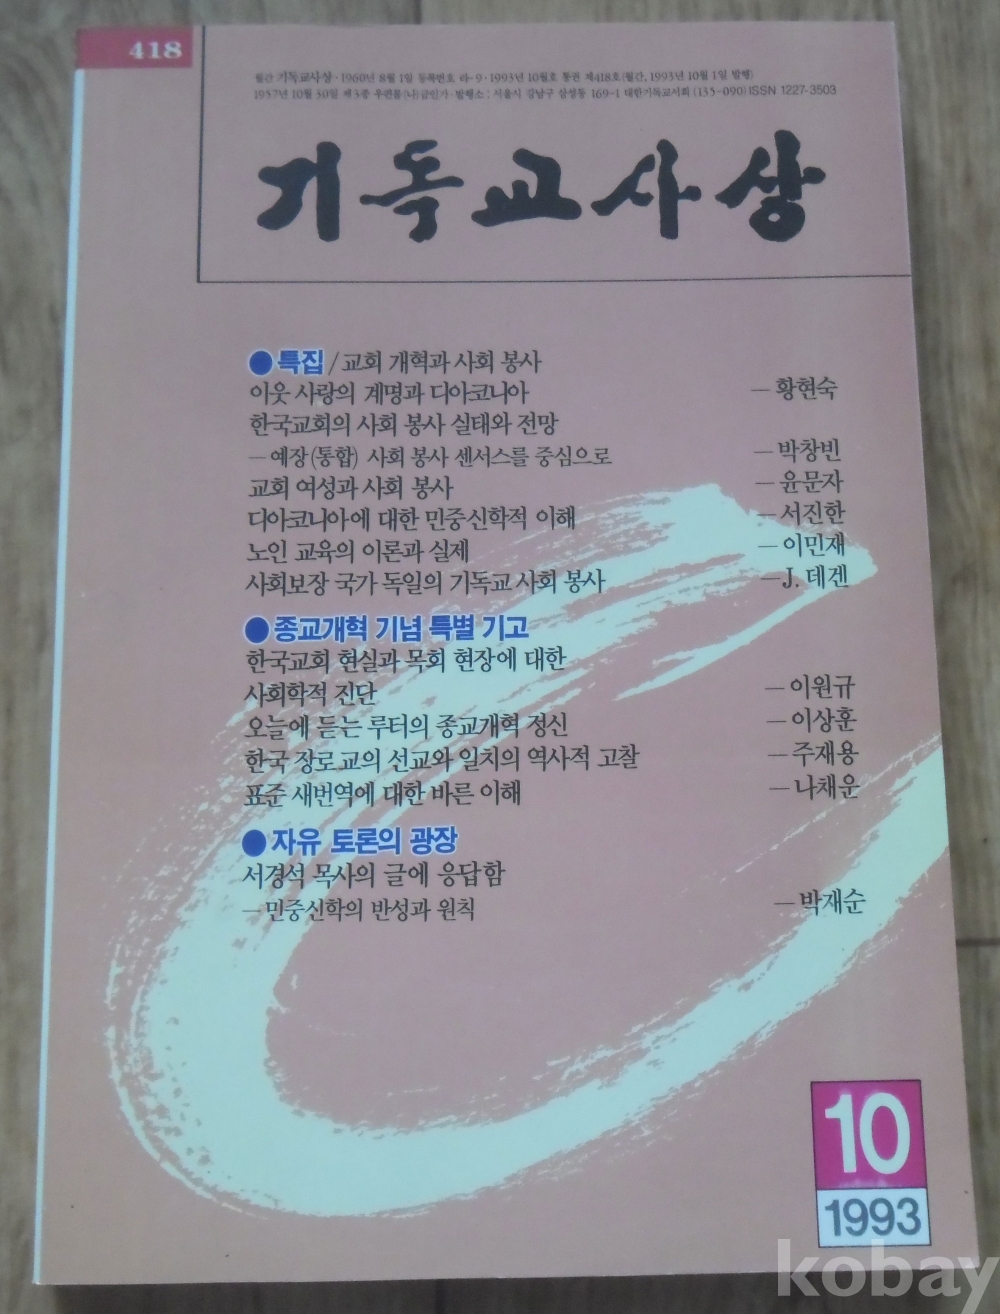 418
월간 기독교사상 · 1960년 8월 1일 등록번호 라-9 · 1993년 10월호 통권 제418호(월간, 1993년 10월 1일 발행)
1957년 10월 30일 제3종 우편물(나)급인가 · 발행소 : 서울시 강남구 삼성동 169-1 대한기독교서회 (135-090) ISSN 1227-3503
기독교사상
● 특집 / 교회 개혁과 사회 봉사
이웃 사랑의 계명과 디아코니아 — 황현숙
한국교회의 사회 봉사 실태와 전망
— 예장(통합) 사회 봉사 센서스를 중심으로 — 박창빈
교회 여성과 사회 봉사 — 윤문자
디아코니아에 대한 민중신학적 이해 — 서진한
노인 교육의 이론과 실제 — 이민재
사회보장 국가 독일의 기독교 사회 봉사 — J. 데겐
● 종교개혁 기념 특별 기고
한국교회 현실과 목회 현장에 대한
사회학적 진단 — 이원규
오늘에 듣는 루터의 종교개혁 정신 — 이상훈
한국 장로교의 선교와 일치의 역사적 고찰 — 주재용
표준 새번역에 대한 바른 이해 — 나채운
● 자유 토론의 광장
서경석 목사의 글에 응답함
— 민중신학의 반성과 원칙 — 박재순
10
1993
kobay